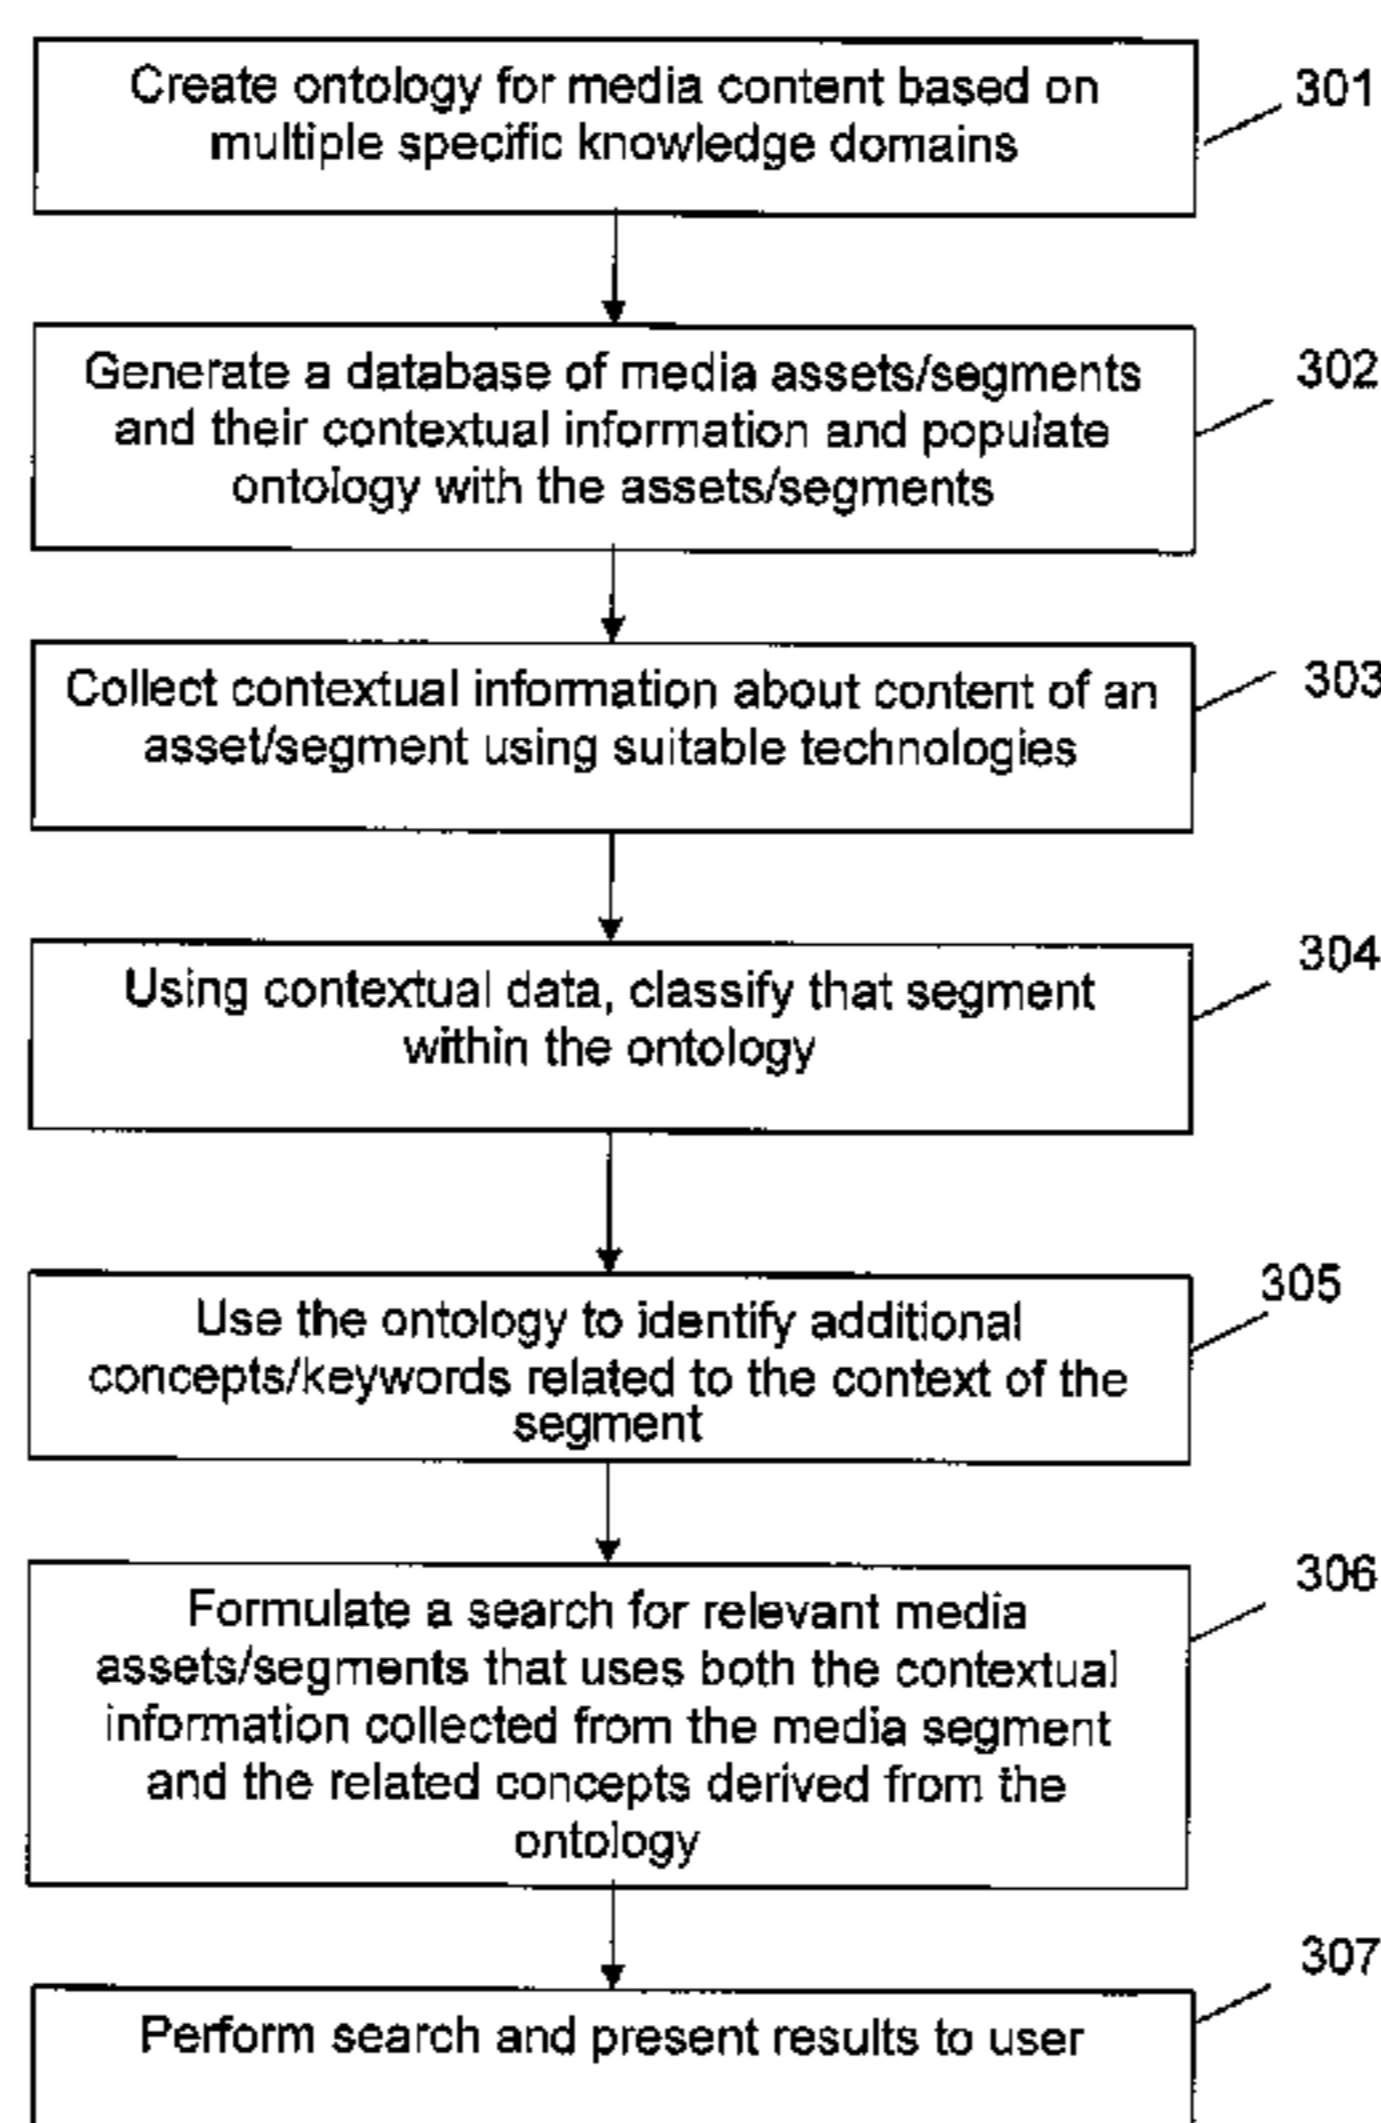 Create ontology for media content based on
multiple specific knowledge domains
301
Generate a database of media assets/segments
and their contextual information and populate
ontology with the assets/segments
302
Collect contextual information about content of an
asset/segment using suitable technologies
303
Using contextual data, classify that segment
within the ontology
304
Use the ontology to identify additional
concepts/keywords related to the context of the
segment
305
Formulate a search for relevant media
assets/segments that uses both the contextual
information collected from the media segment
and the related concepts derived from the
ontology
306
Perform search and present results to user
307